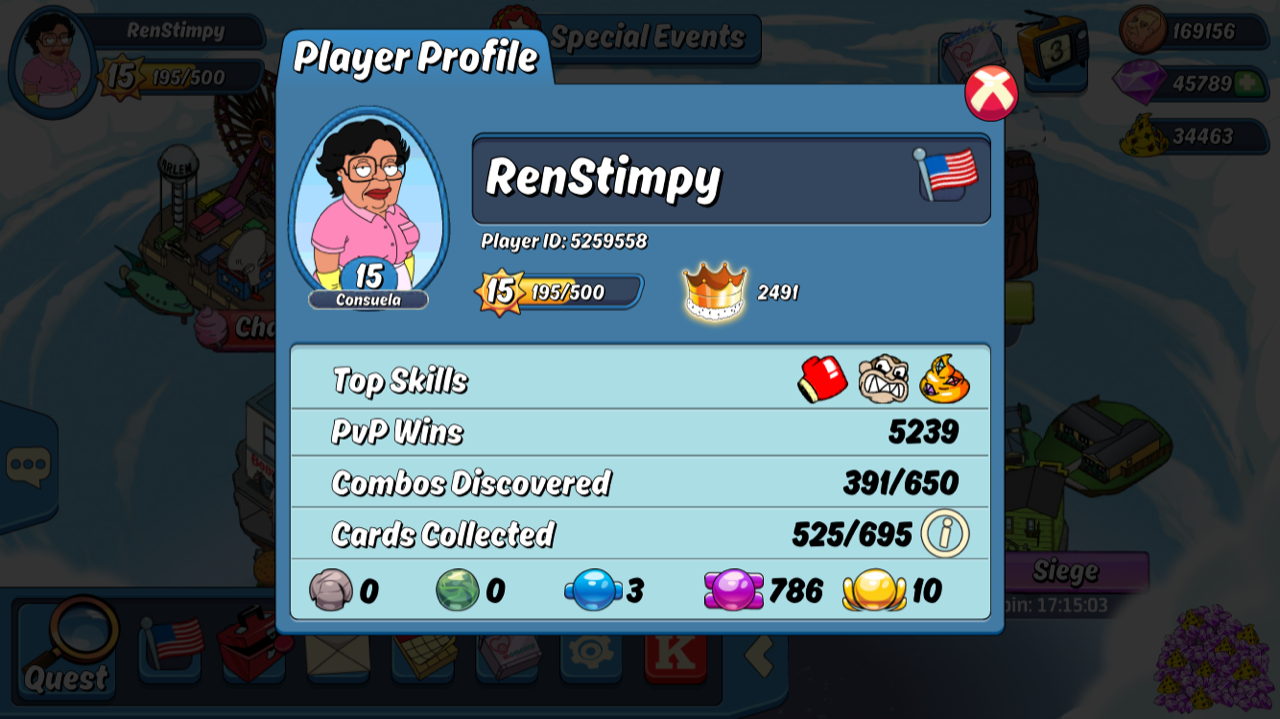 RenStimpy
15 195/500
Special Events
3
169156
45789
34463
Player Profile
RenStimpy
Player ID: 5259558
15
Consuela
15 195/500
2491
Top Skills
PvP Wins 5239
Combos Discovered 391/650
Cards Collected 525/695 i
0 0 3 786 10
Siege
17:15:03
Quest
K